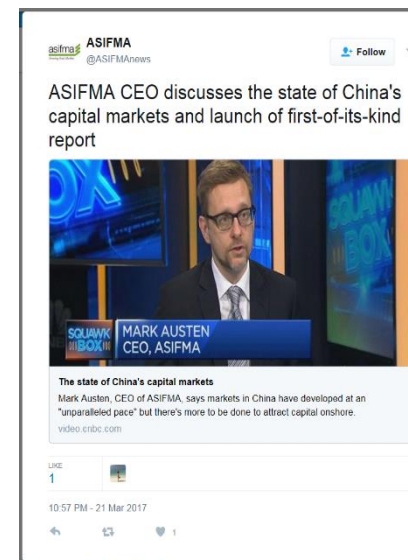 asifma
ASIFMA
@ASIFMAnews
Follow
ASIFMA CEO discusses the state of China's
capital markets and launch of first-of-its-kind
report
SQUAWK
BOX
SQUAWK
BOX
MARK AUSTEN
CEO, ASIFMA
The state of China's capital markets
Mark Austen, CEO of ASIFMA, says markets in China have developed at an
"unparalleled pace" but there's more to be done to attract capital onshore.
video.cnbc.com
LIKE
1
10:57 PM - 21 Mar 2017
1